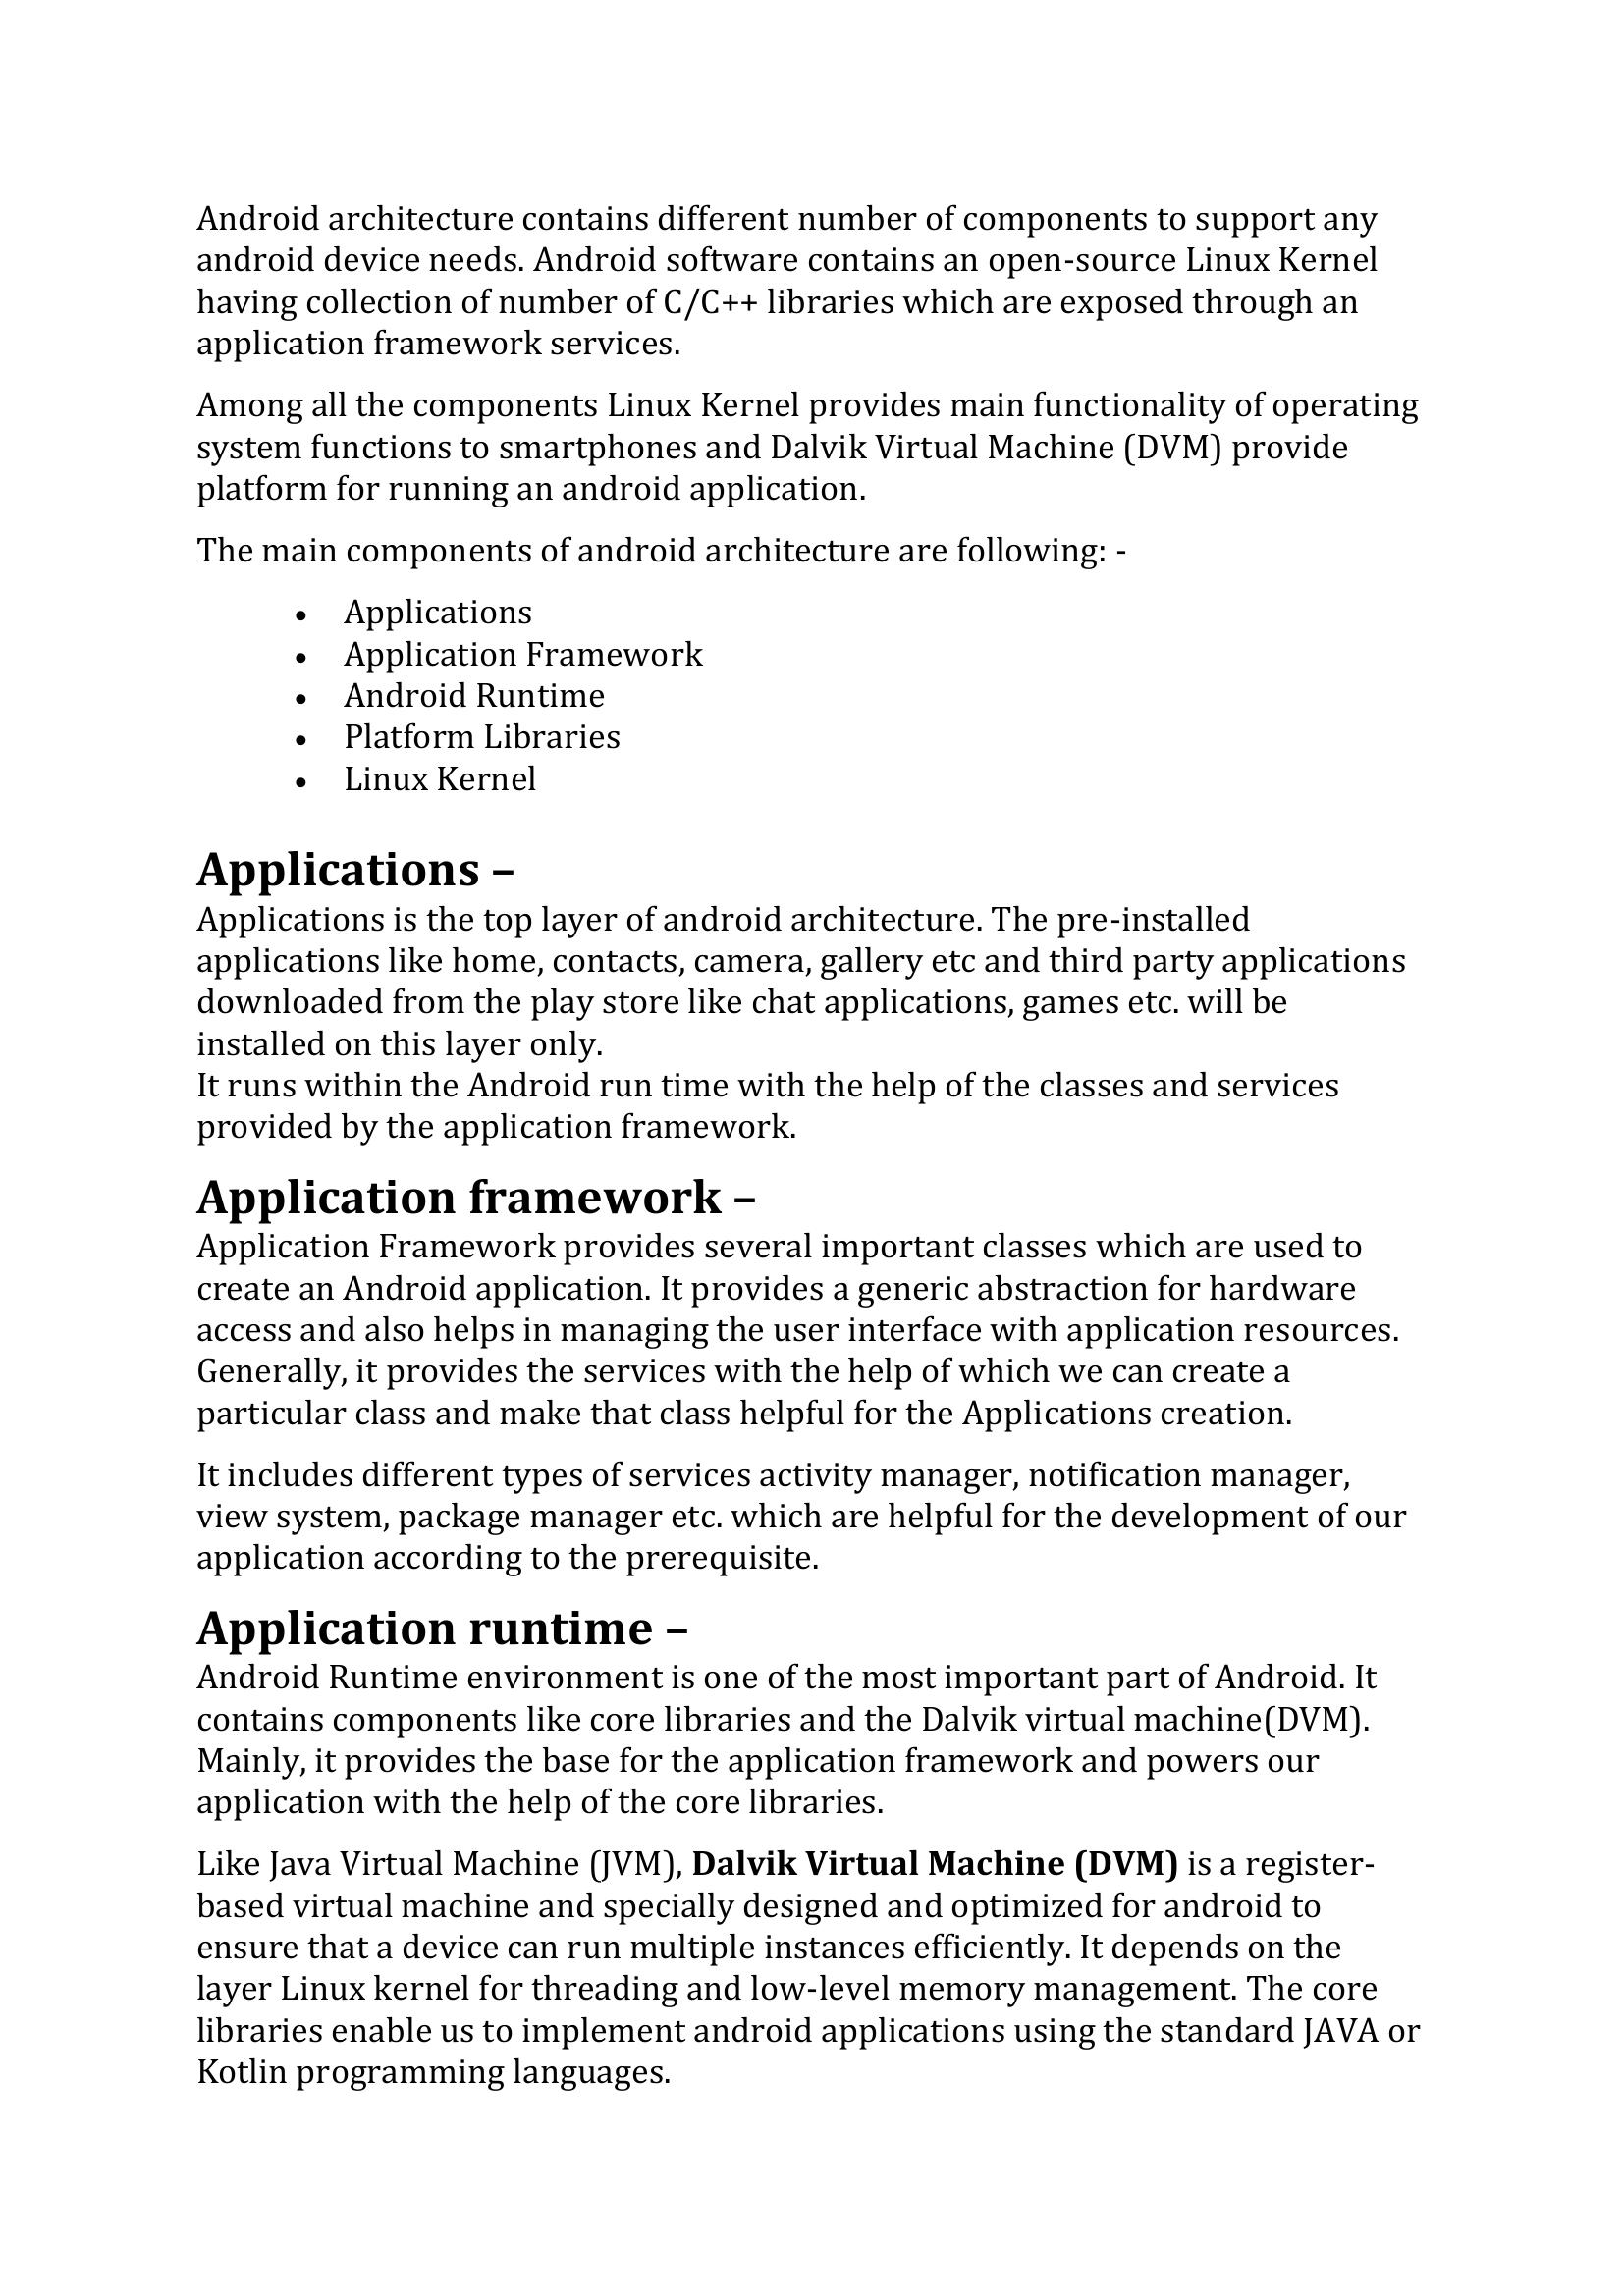 Android architecture contains different number of components to support any
android device needs. Android software contains an open-source Linux Kernel
having collection of number of C/C++ libraries which are exposed through an
application framework services.
Among all the components Linux Kernel provides main functionality of operating
system functions to smartphones and Dalvik Virtual Machine (DVM) provide
platform for running an android application.
The main components of android architecture are following: -
• Applications
• Application Framework
• Android Runtime
• Platform Libraries
• Linux Kernel
Applications –
Applications is the top layer of android architecture. The pre-installed
applications like home, contacts, camera, gallery etc and third party applications
downloaded from the play store like chat applications, games etc. will be
installed on this layer only.
It runs within the Android run time with the help of the classes and services
provided by the application framework.
Application framework –
Application Framework provides several important classes which are used to
create an Android application. It provides a generic abstraction for hardware
access and also helps in managing the user interface with application resources.
Generally, it provides the services with the help of which we can create a
particular class and make that class helpful for the Applications creation.
It includes different types of services activity manager, notification manager,
view system, package manager etc. which are helpful for the development of our
application according to the prerequisite.
Application runtime –
Android Runtime environment is one of the most important part of Android. It
contains components like core libraries and the Dalvik virtual machine(DVM).
Mainly, it provides the base for the application framework and powers our
application with the help of the core libraries.
Like Java Virtual Machine (JVM), Dalvik Virtual Machine (DVM) is a register-
based virtual machine and specially designed and optimized for android to
ensure that a device can run multiple instances efficiently. It depends on the
layer Linux kernel for threading and low-level memory management. The core
libraries enable us to implement android applications using the standard JAVA or
Kotlin programming languages.